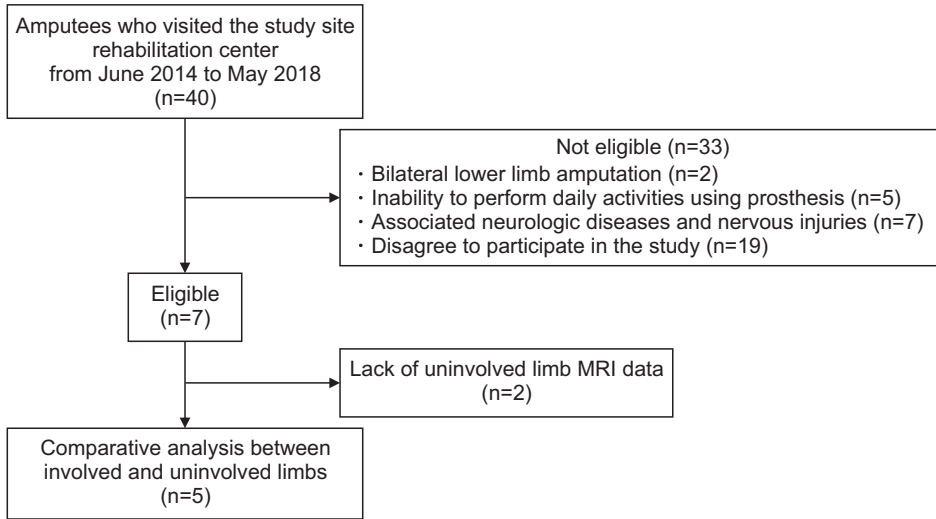 Amputees who visited the study site
rehabilitation center
from June 2014 to May 2018
(n=40)
Not eligible (n=33)
· Bilateral lower limb amputation (n=2)
· Inability to perform daily activities using prosthesis (n=5)
· Associated neurologic diseases and nervous injuries (n=7)
· Disagree to participate in the study (n=19)
Eligible
(n=7)
Lack of uninvolved limb MRI data
(n=2)
Comparative analysis between
involved and uninvolved limbs
(n=5)